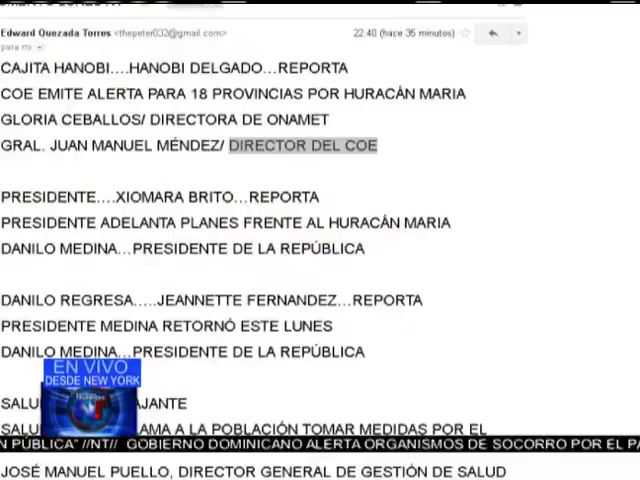 Edward Quezada Torres <thepeter032@gmail.com>
22:40 (hace 35 minutos)
para mí
CAJITA HANOBI....HANOBI DELGADO...REPORTA
COE EMITE ALERTA PARA 18 PROVINCIAS POR HURACÁN MARIA
GLORIA CEBALLOS/ DIRECTORA DE ONAMET
GRAL. JUAN MANUEL MÉNDEZ/ DIRECTOR DEL COE
PRESIDENTE....XIOMARA BRITO...REPORTA
PRESIDENTE ADELANTA PLANES FRENTE AL HURACÁN MARIA
DANILO MEDINA...PRESIDENTE DE LA REPÚBLICA
DANILO REGRESA.....JEANNETTE FERNANDEZ...REPORTA
PRESIDENTE MEDINA RETORNÓ ESTE LUNES
DANILO MEDINA...PRESIDENTE DE LA REPÚBLICA
EN VIVO
DESDE NEW YORK
SALU AJANTE
SALU AMA A LA POBLACIÓN TOMAR MEDIDAS POR EL
N PÚBLICA" //NT// GOBIERNO DOMINICANO ALERTA ORGANISMOS DE SOCORRO POR EL PA
JOSÉ MANUEL PUELLO, DIRECTOR GENERAL DE GESTIÓN DE SALUD